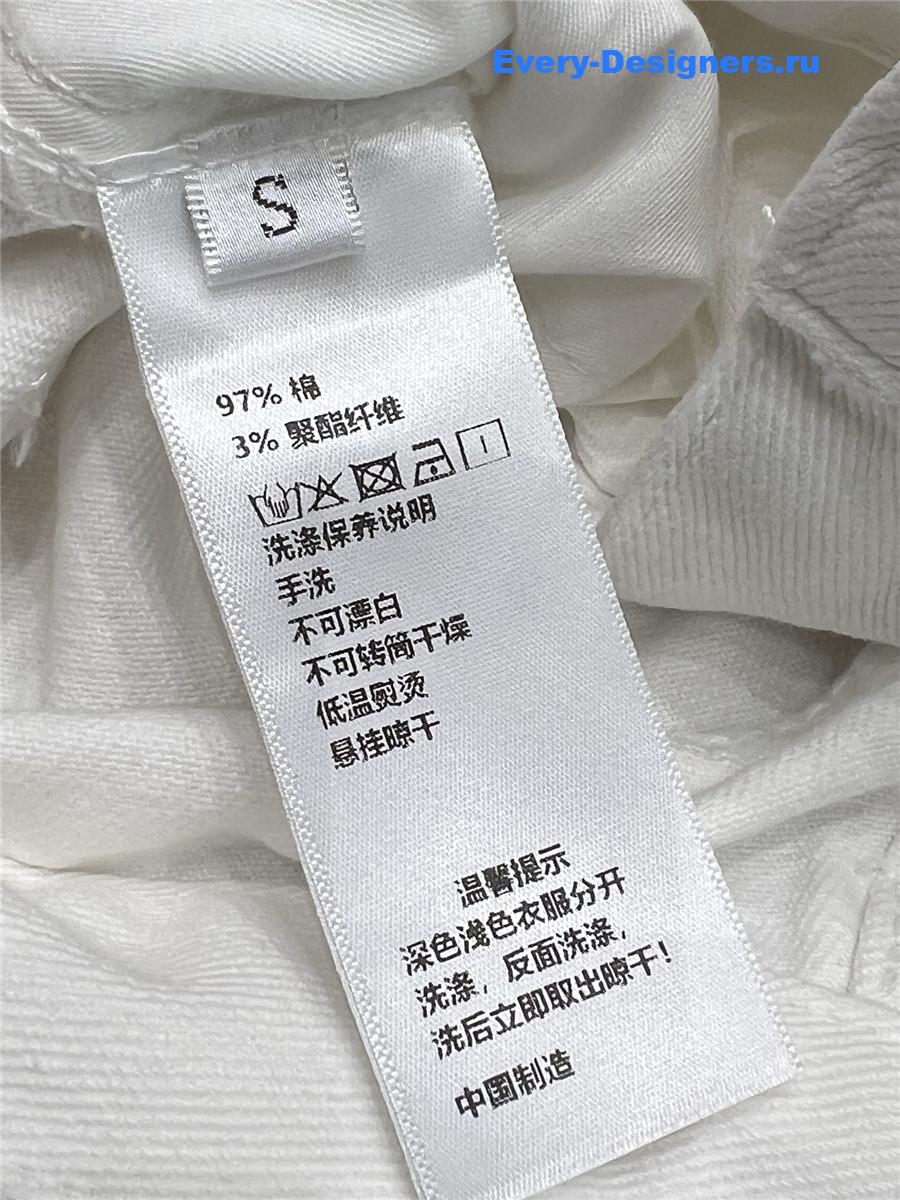 Every-Designers.ru
S
97% 棉
3% 聚酯纤维
洗涤保养说明
手洗
不可漂白
不可转筒干燥
低温熨烫
悬挂晾干
温馨提示
深色浅色衣服分开
洗涤，反面洗涤，
洗后立即取出晾干！
中国制造